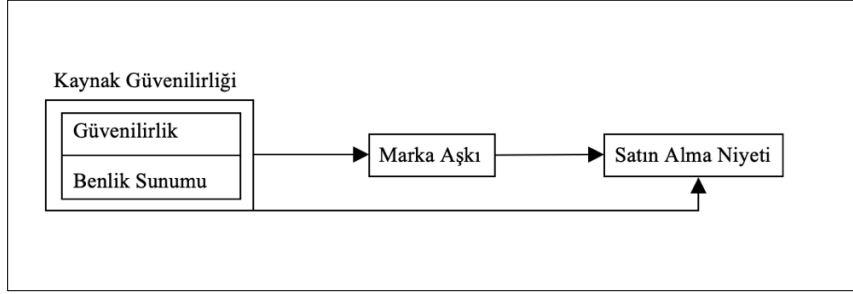 Kaynak Güvenilirliği
Güvenilirlik
Benlik Sunumu
Marka Aşkı
Satın Alma Niyeti